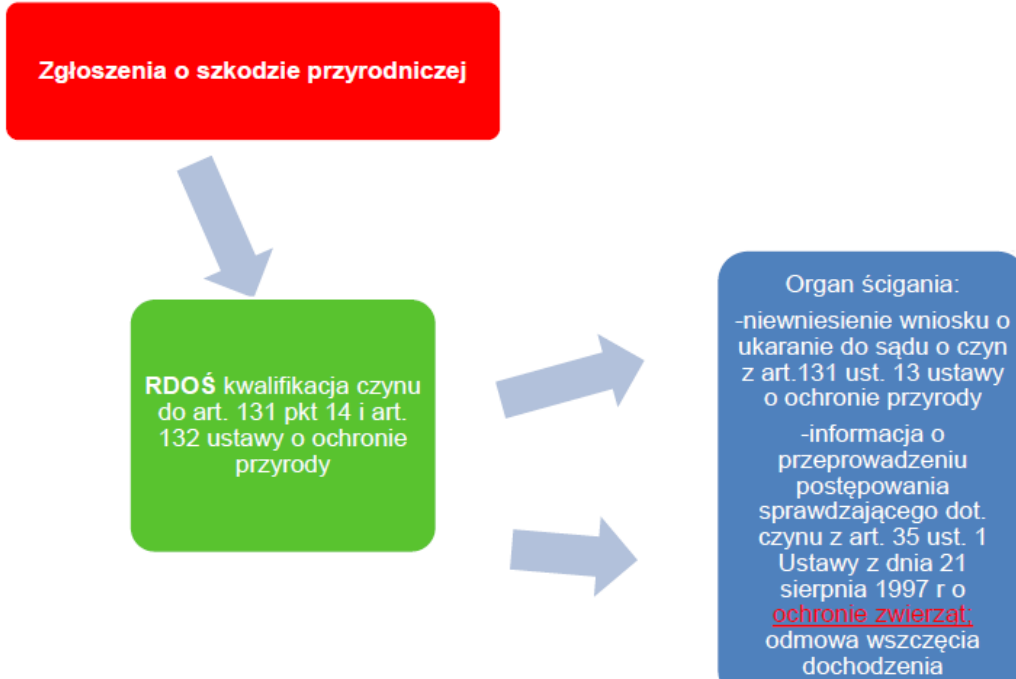 Zgłoszenia o szkodzie przyrodniczej
RDOŚ kwalifikacja czynu
do art. 131 pkt 14 i art.
132 ustawy o ochronie
przyrody
Organ ścigania:
-niewniesienie wniosku o
ukaranie do sądu o czyn
z art.131 ust. 13 ustawy
o ochronie przyrody
-informacja o
przeprowadzeniu
postępowania
sprawdzającego dot.
czynu z art. 35 ust. 1
Ustawy z dnia 21
sierpnia 1997 r o
ochronie zwierząt;
odmowa wszczęcia
dochodzenia